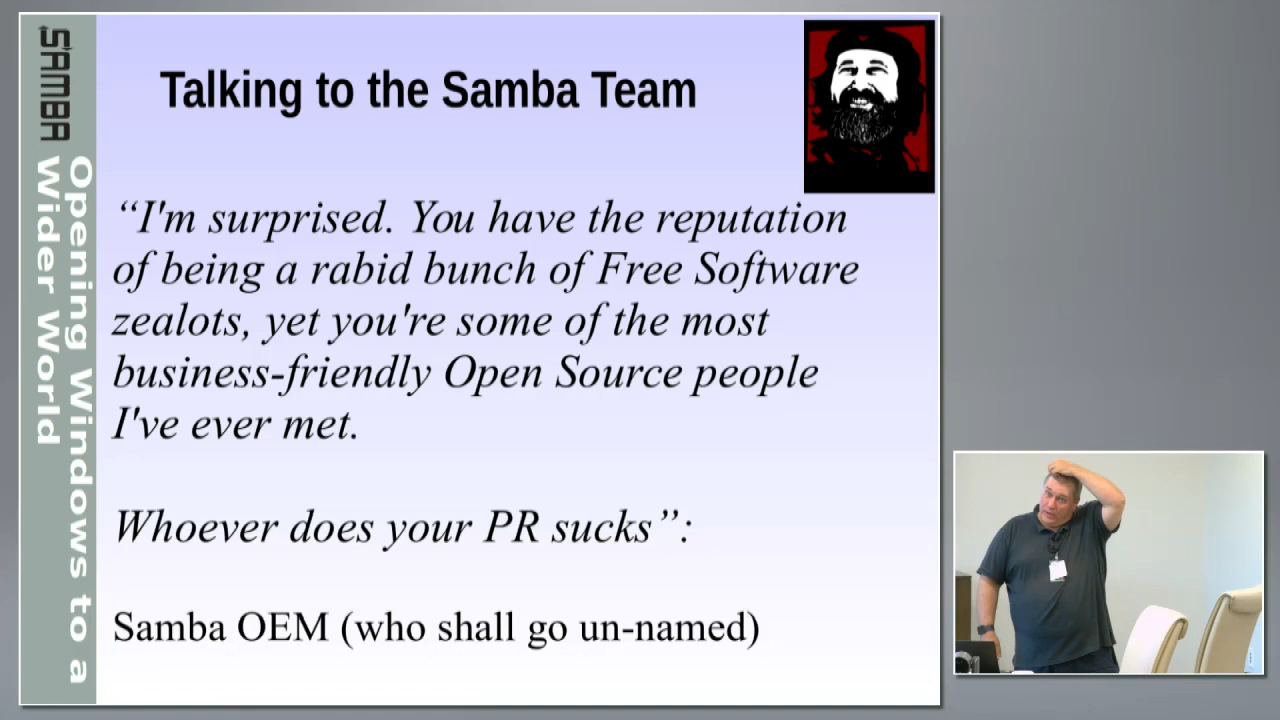 SAMBA
Opening Windows to a
Wider World
Talking to the Samba Team
“I'm surprised. You have the reputation
of being a rabid bunch of Free Software
zealots, yet you're some of the most
business-friendly Open Source people
I've ever met.
Whoever does your PR sucks”:
Samba OEM (who shall go un-named)